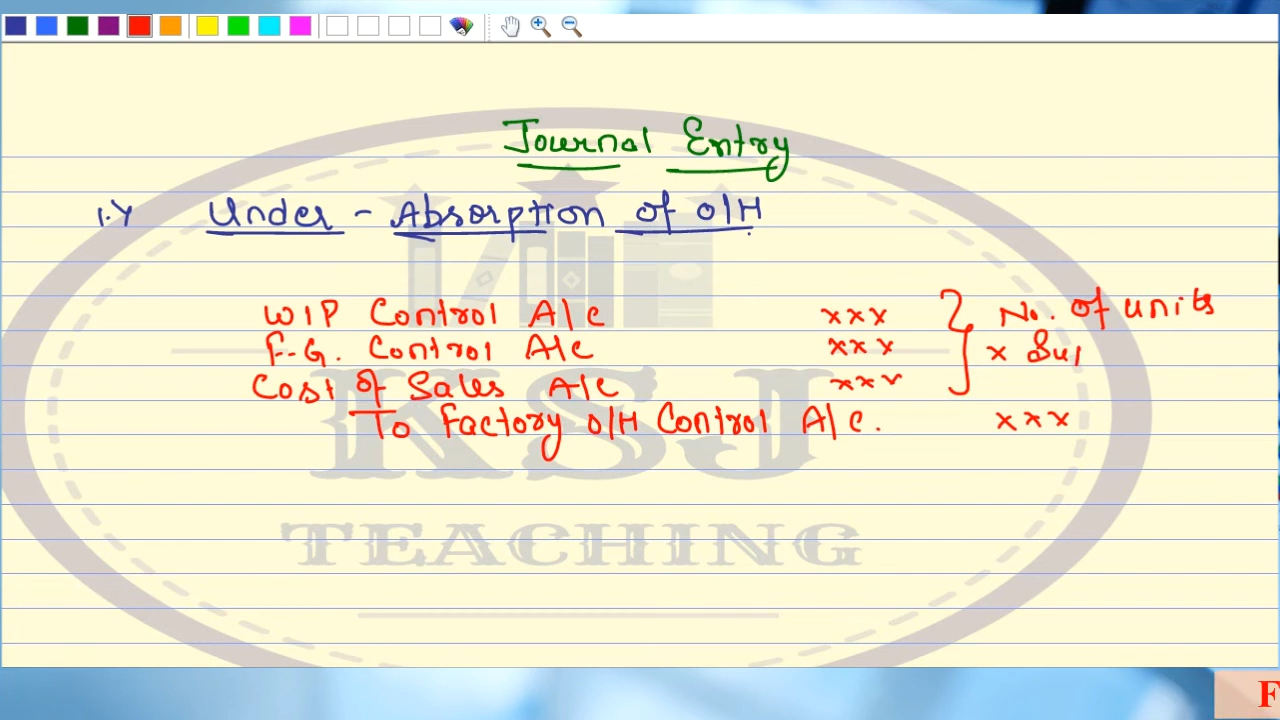 Journal Entry
1.) Under-Absorption of O/H
WIP Control A/c xxx No. of units
F.G. Control A/c xxx x
Cost of Sales A/c xxx
To Factory O/H Control A/c. xxx
KSJ
TEACHING
F